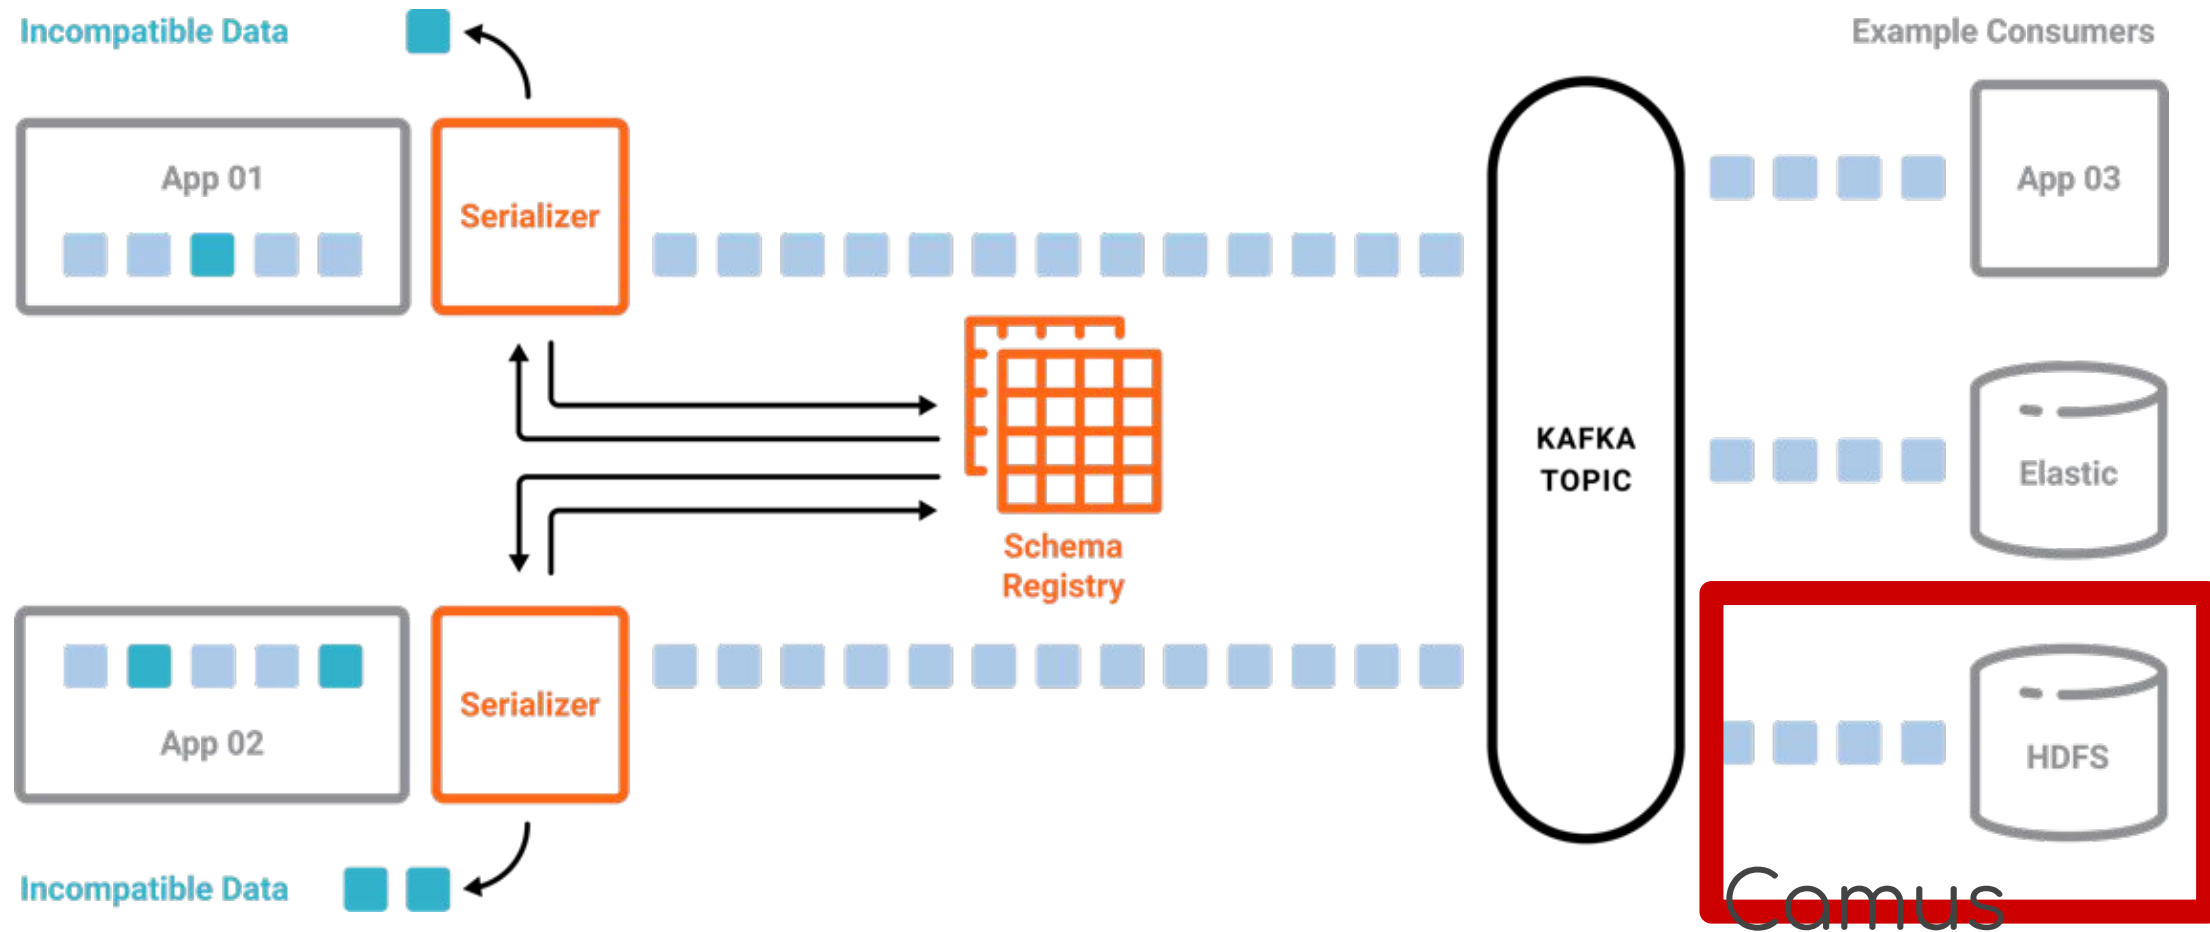 Incompatible Data
Example Consumers
App 01
Serializer
App 03
KAFKA
TOPIC
Elastic
Schema
Registry
Serializer
App 02
HDFS
Incompatible Data
Camus